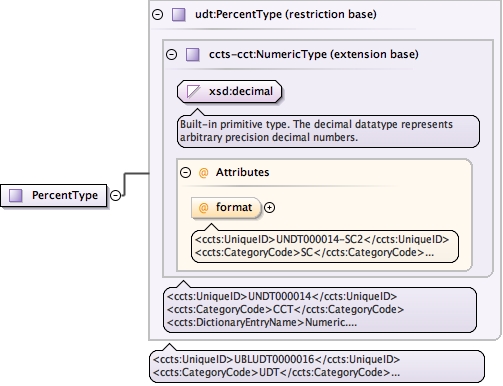 udt:PercentType (restriction base)
ccts-cct:NumericType (extension base)
xsd:decimal
Built-in primitive type. The decimal datatype represents
arbitrary precision decimal numbers.
@ Attributes
PercentType
@ format
<ccts:UniqueID>UNDT000014-SC2</ccts:UniqueID>
<ccts:CategoryCode>SC</ccts:CategoryCode>...
<ccts:UniqueID>UNDT000014</ccts:UniqueID>
<ccts:CategoryCode>CCT</ccts:CategoryCode>
<ccts:DictionaryEntryName>Numeric....
<ccts:UniqueID>UBLUDT0000016</ccts:UniqueID>
<ccts:CategoryCode>UDT</ccts:CategoryCode>...